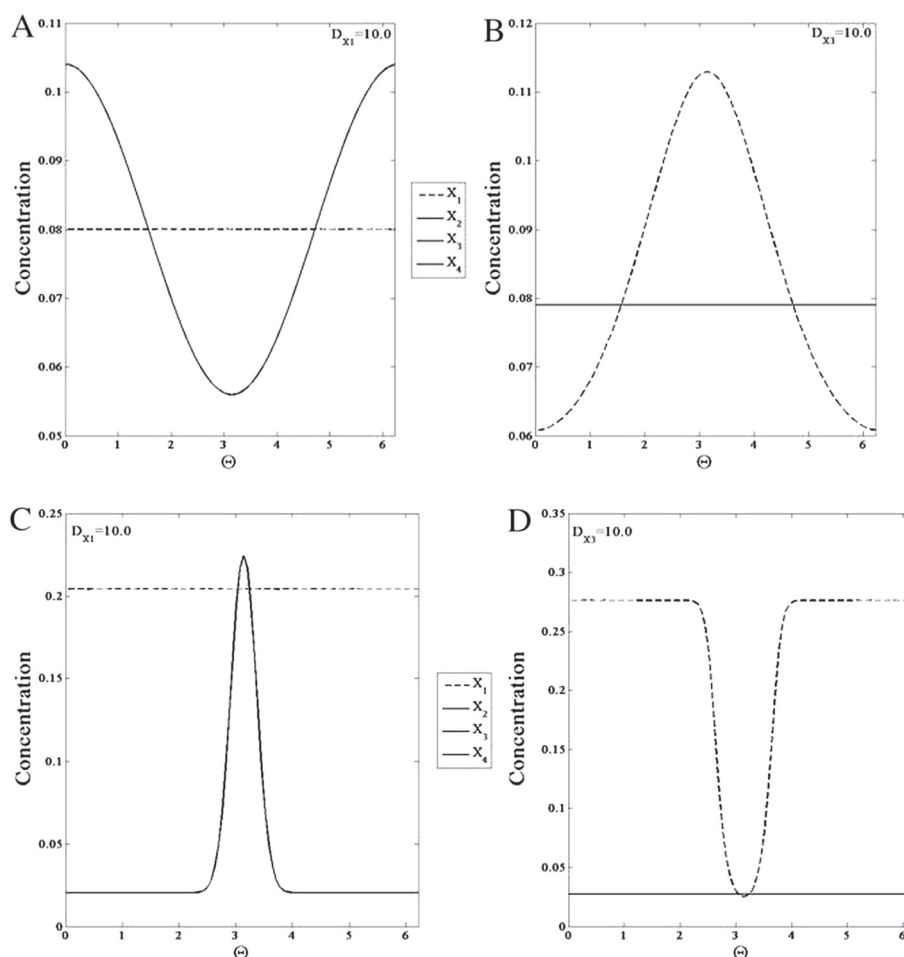 A
D_X1=10.0
0.11
0.1
0.09
0.08
0.07
0.06
0.05
Concentration
0 1 2 3 4 5 6
Θ
X_1
X_2
X_3
X_4
B
D_X3=10.0
0.12
0.11
0.1
0.09
0.08
0.07
0.06
Concentration
0 1 2 3 4 5 6
Θ
C
D_X1=10.0
0.25
0.2
0.15
0.1
0.05
0
Concentration
0 1 2 3 4 5 6
Θ
X_1
X_2
X_3
X_4
D
D_X3=10.0
0.35
0.3
0.25
0.2
0.15
0.1
0.05
0
Concentration
0 1 2 3 4 5 6
Θ